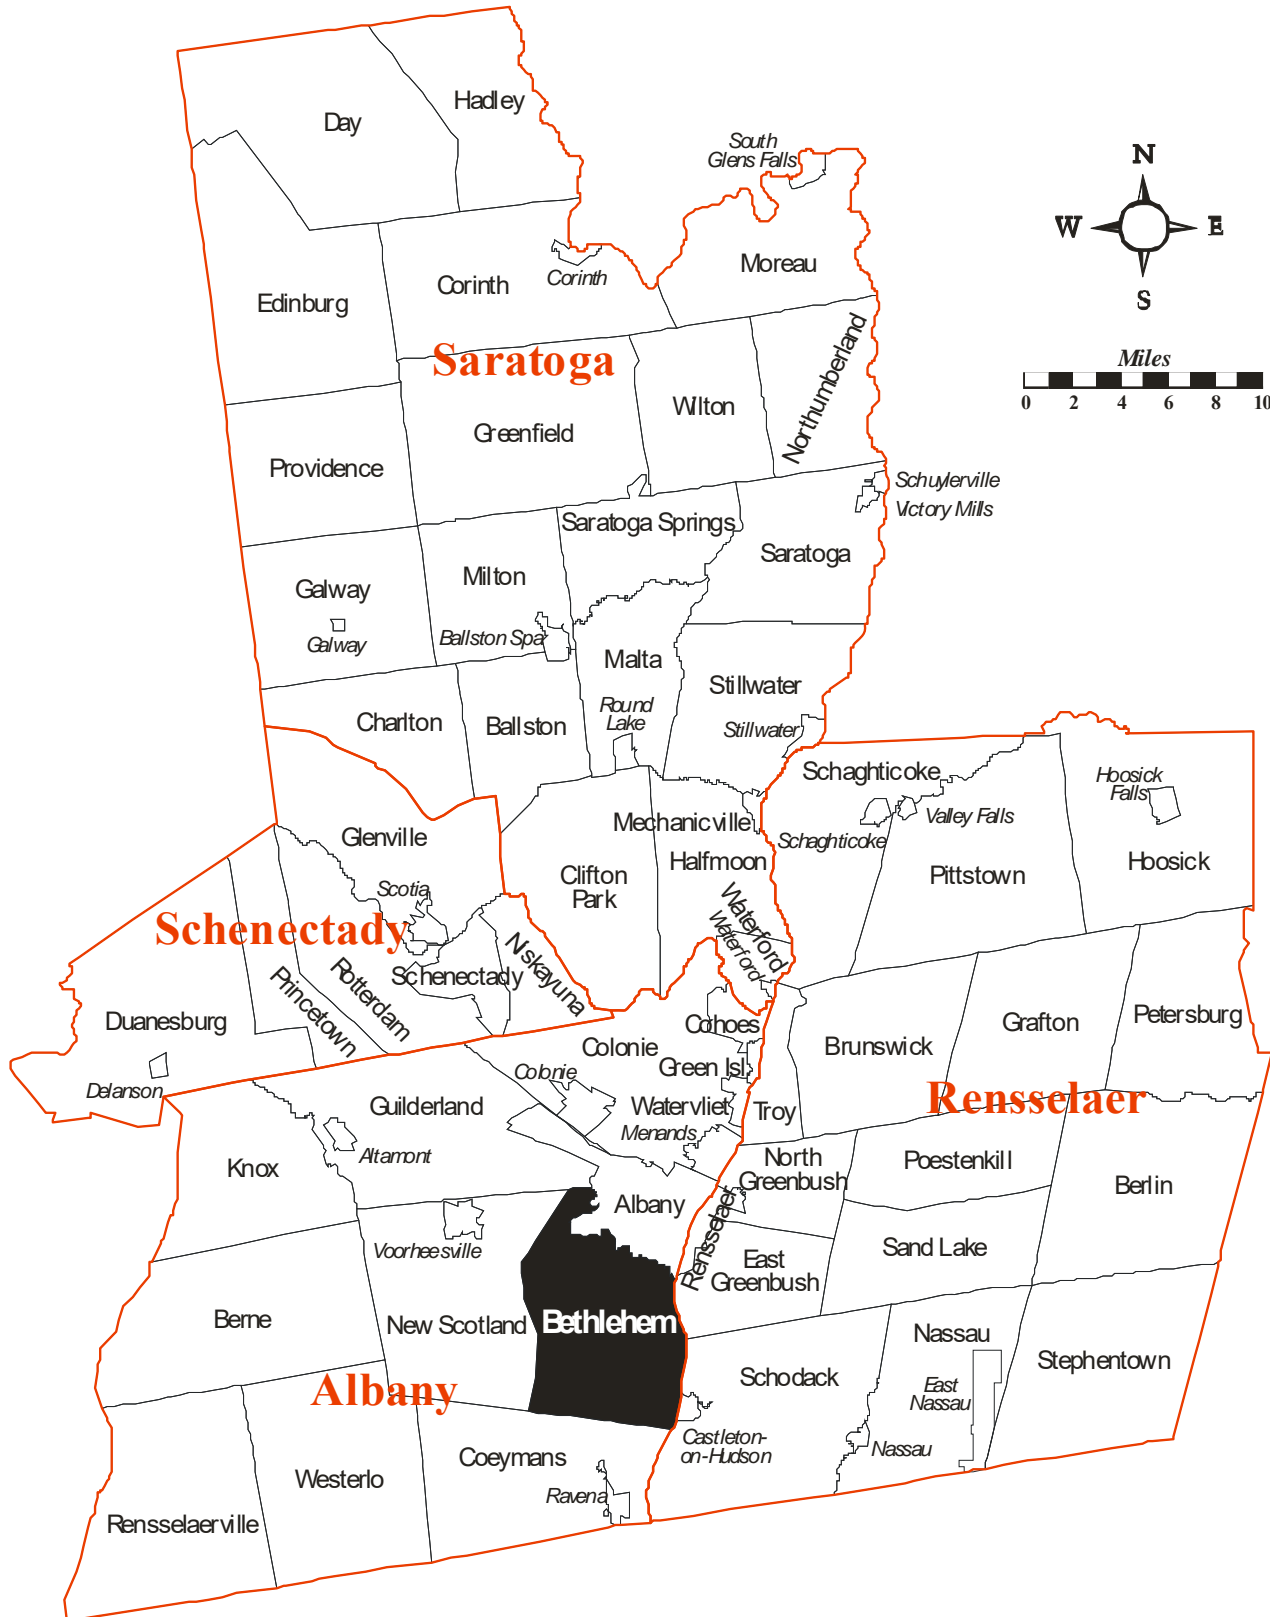 Hadley
Day
South
Glens Falls
N
W
E
S
Moreau
Corinth
Corinth
Edinburg
Saratoga
Northumberland
Miles
0 2 4 6 8 10
Wilton
Greenfield
Providence
Schuylerville
Victory Mills
Saratoga Springs
Saratoga
Milton
Galway
Galway
Ballston Spa
Malta
Stillwater
Round
Lake
Stillwater
Charlton
Ballston
Schaghticoke
Hoosick
Falls
Schaghticoke
Valley Falls
Mechanicville
Glenville
Halfmoon
Hoosick
Clifton
Park
Pittstown
Scotia
Waterford
Waterford
Schenectady
Niskayuna
Schenectady
Rotterdam
Princetown
Duanesburg
Cohoes
Grafton
Petersburg
Colonie
Brunswick
Green Isl.
Colonie
Delanson
Rensselaer
Guilderland
Watervliet
Troy
Menands
Altamont
North
Greenbush
Poestenkill
Knox
Berlin
Albany
Rensselaer
Voorheesville
Sand Lake
East
Greenbush
Berne
New Scotland
Bethlehem
Nassau
Stephentown
Schodack
Albany
East
Nassau
Castleton-
on-Hudson
Nassau
Coeymans
Westerlo
Ravena
Rensselaerville